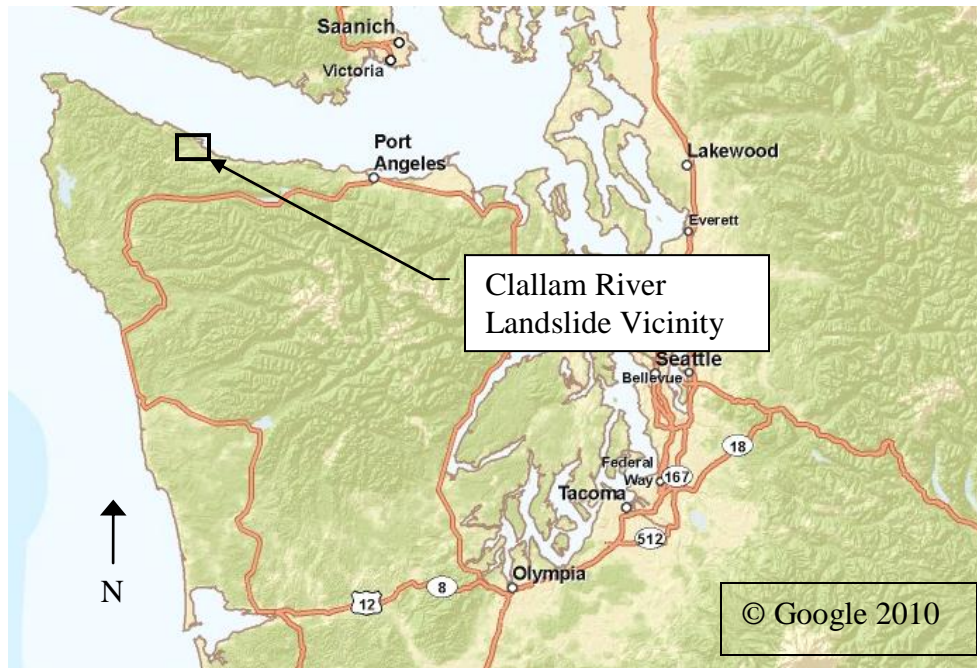 Saanich
Victoria
Port
Angeles
Lakewood
Everett
Clallam River
Landslide Vicinity
Seattle
Bellevue
Federal
Way
167
18
Tacoma
512
N
Olympia
8
12
© Google 2010